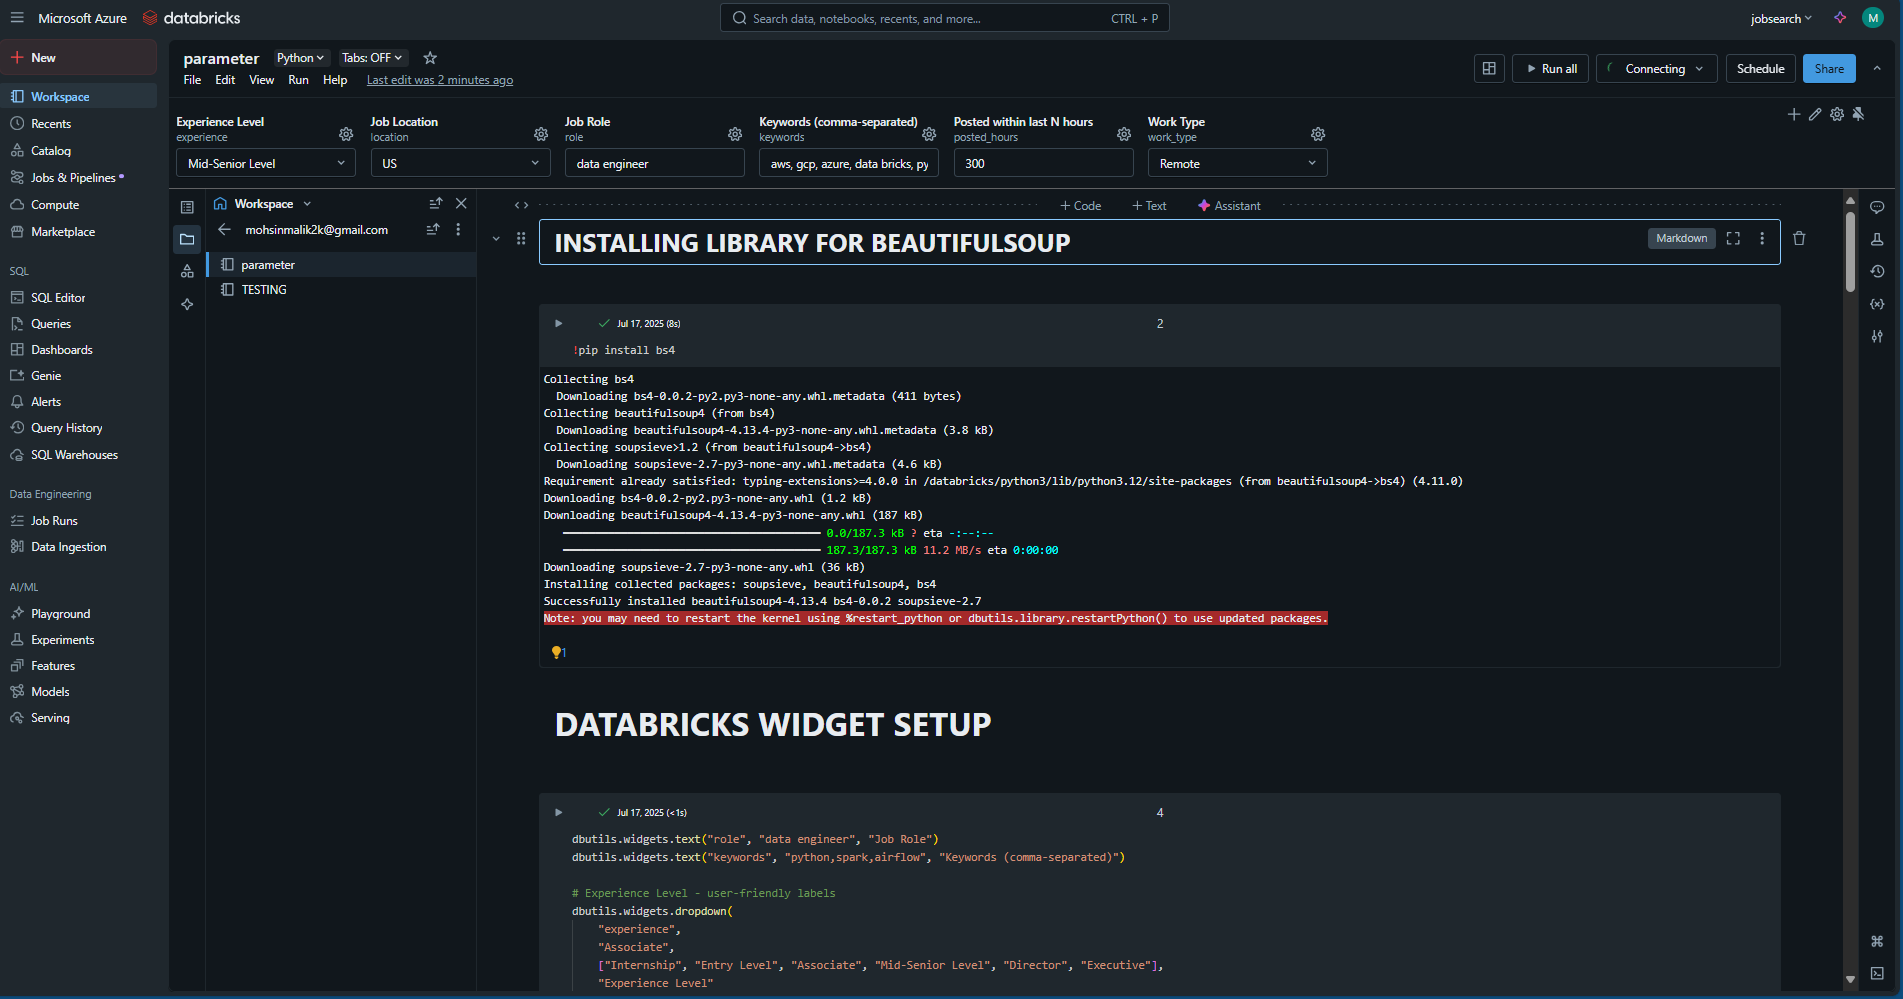 Microsoft Azure databricks
Search data, notebooks, recents, and more...
CTRL + P
jobsearch
M
New
Workspace
Recents
Catalog
Jobs & Pipelines
Compute
Marketplace
SQL
SQL Editor
Queries
Dashboards
Genie
Alerts
Query History
SQL Warehouses
Data Engineering
Job Runs
Data Ingestion
AI/ML
Playground
Experiments
Features
Models
Serving
parameter Python Tabs: OFF
File Edit View Run Help Last edit was 2 minutes ago
Run all
Connecting
Schedule
Share
Experience Level
experience
Mid-Senior Level
Job Location
location
US
Job Role
role
data engineer
Keywords (comma-separated)
keywords
aws, gcp, azure, data bricks, py
Posted within last N hours
posted_hours
300
Work Type
work_type
Remote
Workspace
mohsinmalik2k@gmail.com
parameter
TESTING
+ Code + Text Assistant
INSTALLING LIBRARY FOR BEAUTIFULSOUP
Markdown
Jul 17, 2025 (8s)
2
!pip install bs4
Collecting bs4
Downloading bs4-0.0.2-py2.py3-none-any.whl.metadata (411 bytes)
Collecting beautifulsoup4 (from bs4)
Downloading beautifulsoup4-4.13.4-py3-none-any.whl.metadata (3.8 kB)
Collecting soupsieve>1.2 (from beautifulsoup4->bs4)
Downloading soupsieve-2.7-py3-none-any.whl.metadata (4.6 kB)
Requirement already satisfied: typing-extensions>=4.0.0 in /databricks/python3/lib/python3.12/site-packages (from beautifulsoup4->bs4) (4.11.0)
Downloading bs4-0.0.2-py2.py3-none-any.whl (1.2 kB)
Downloading beautifulsoup4-4.13.4-py3-none-any.whl (187 kB)
0.0/187.3 kB ? eta -:--:--
187.3/187.3 kB 11.2 MB/s eta 0:00:00
Downloading soupsieve-2.7-py3-none-any.whl (36 kB)
Installing collected packages: soupsieve, beautifulsoup4, bs4
Successfully installed beautifulsoup4-4.13.4 bs4-0.0.2 soupsieve-2.7
Note: you may need to restart the kernel using %restart_python or dbutils.library.restartPython() to use updated packages.
1
DATABRICKS WIDGET SETUP
Jul 17, 2025 (<1s)
4
dbutils.widgets.text("role", "data engineer", "Job Role")
dbutils.widgets.text("keywords", "python,spark,airflow", "Keywords (comma-separated)")
# Experience Level - user-friendly labels
dbutils.widgets.dropdown(
"experience",
"Associate",
["Internship", "Entry Level", "Associate", "Mid-Senior Level", "Director", "Executive"],
"Experience Level"